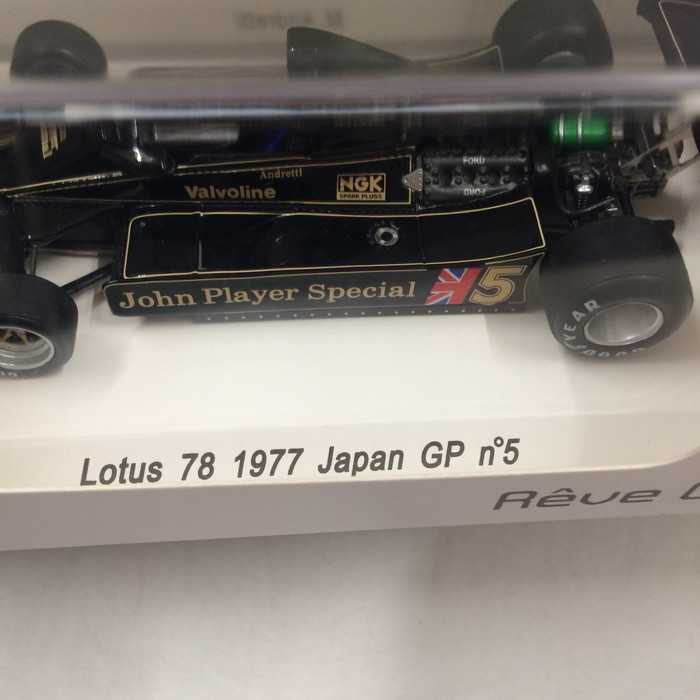 M Andretti
Andretti
Valvoline
NGK
SPARK PLUGS
FORD
FORD
John Player Special 5
YEAR
Lotus 78 1977 Japan GP n°5
Rêve